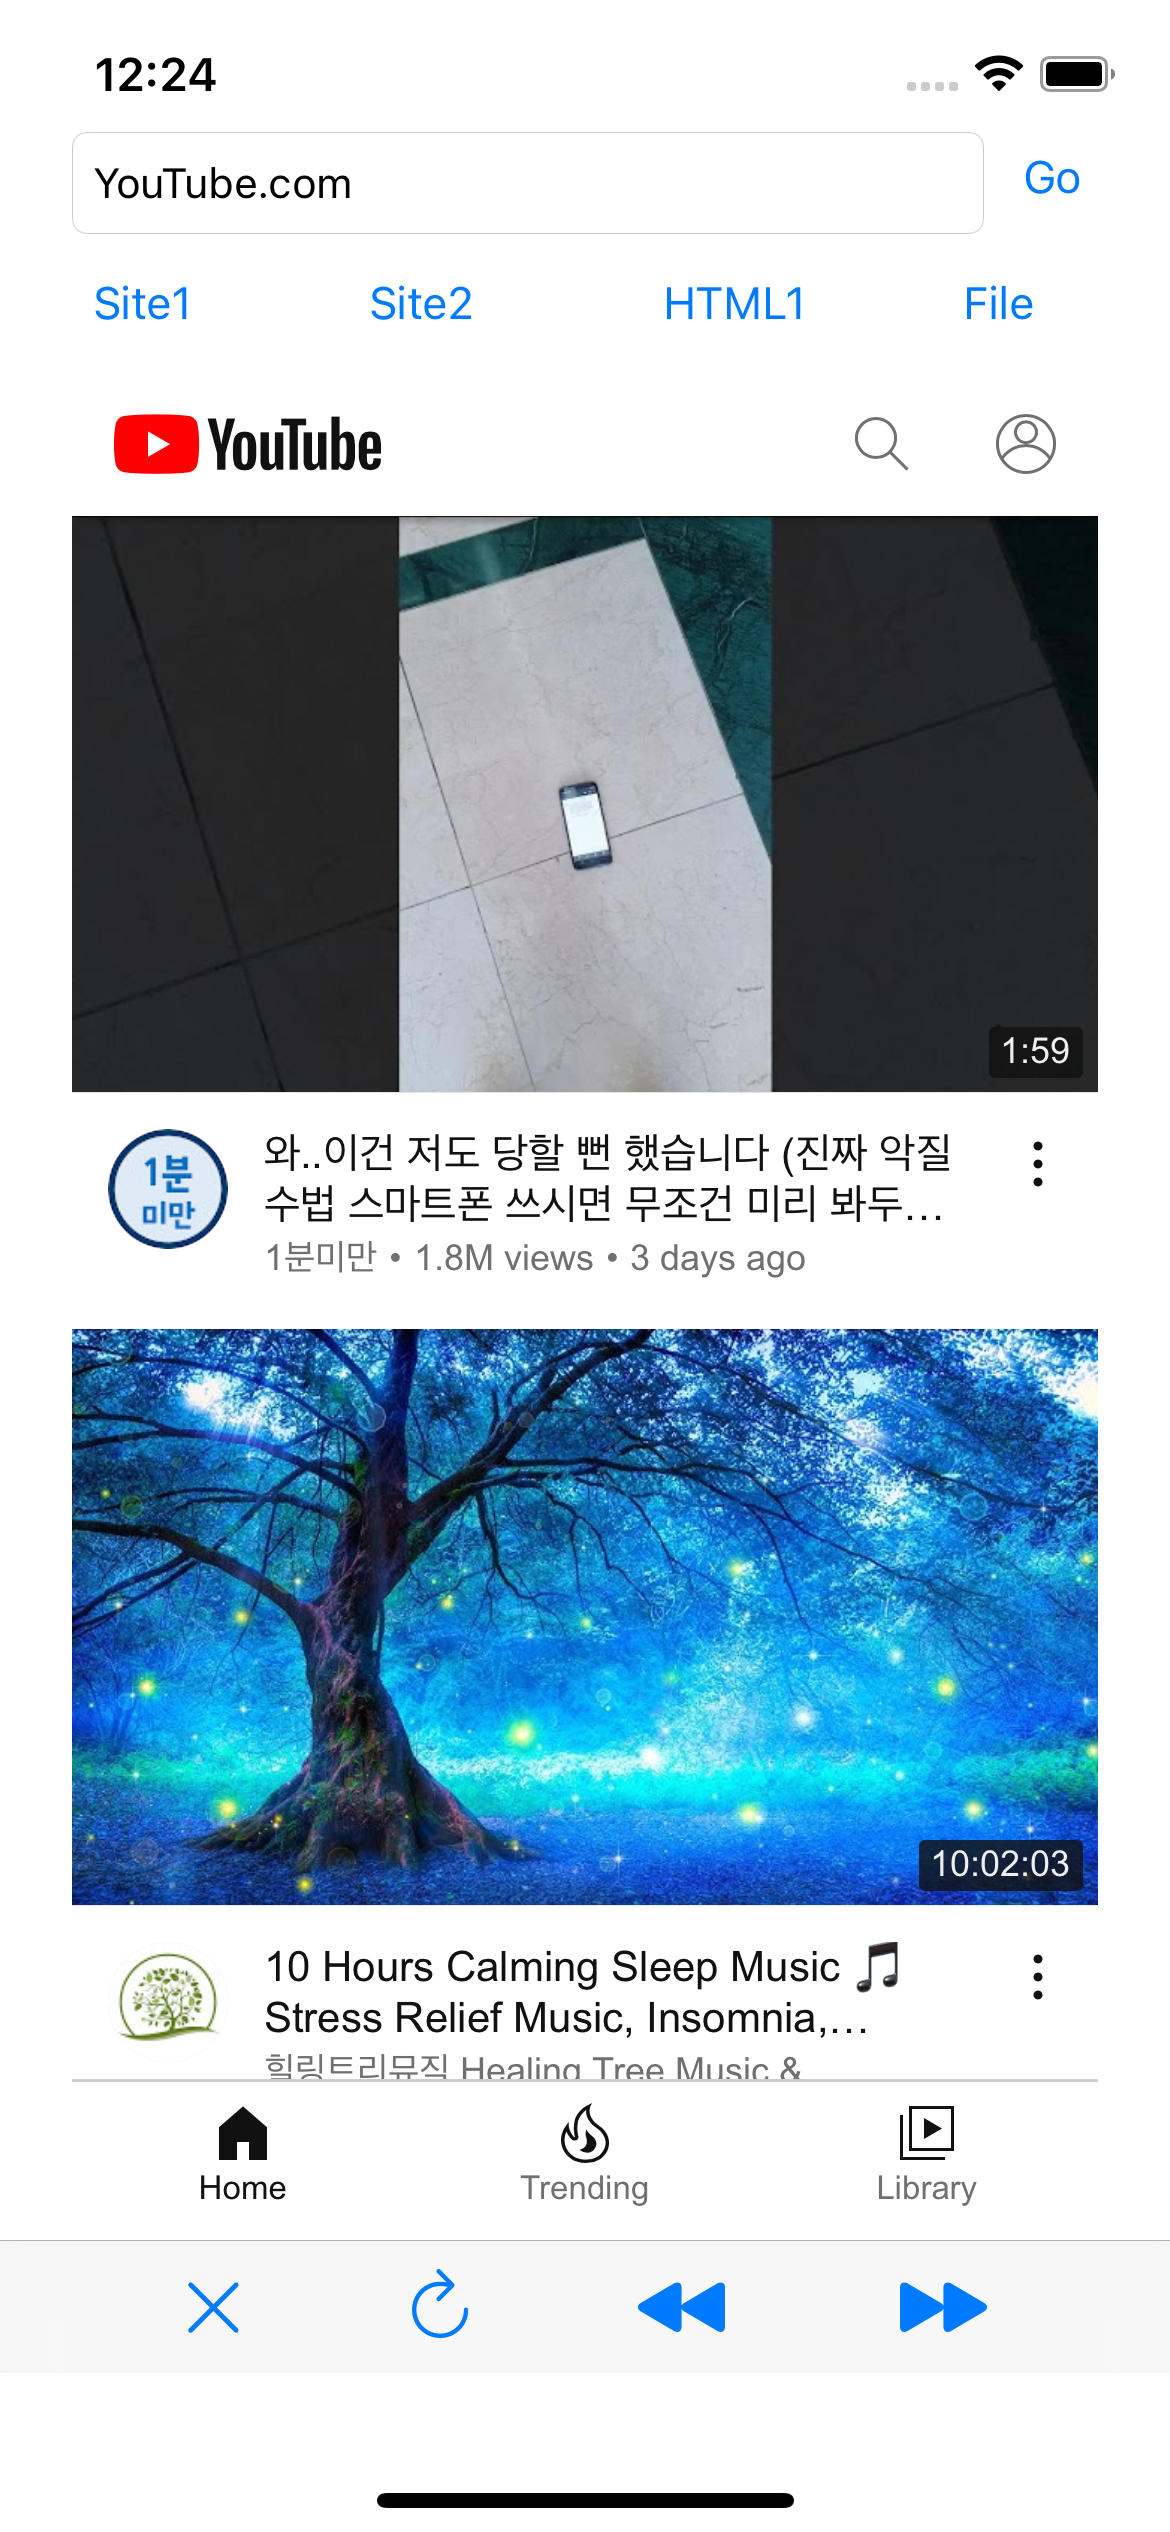 12:24
YouTube.com
Go
Site1 Site2 HTML1 File
YouTube
1:59
1분
미만
와..이건 저도 당할 뻔 했습니다 (진짜 악질
수법 스마트폰 쓰시면 무조건 미리 봐두...
1분미만 • 1.8M views • 3 days ago
10:02:03
10 Hours Calming Sleep Music 🎵
Stress Relief Music, Insomnia,...
힐링트리뮤직 Healing Tree Music &
Home Trending Library